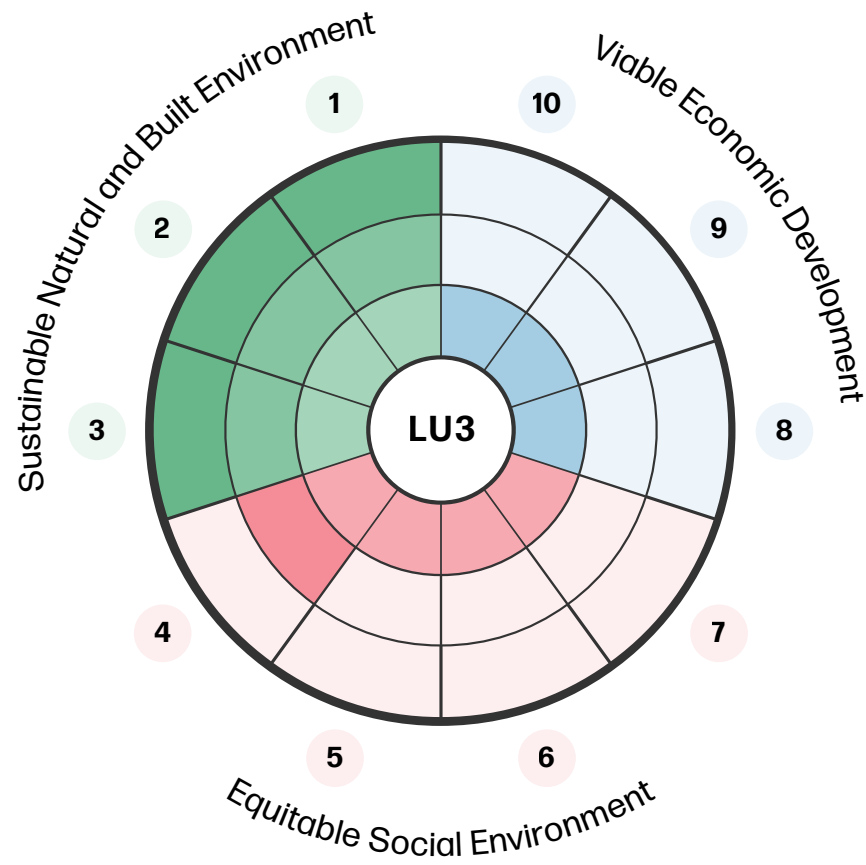 Sustainable Natural and Built Environment
Viable Economic Development
1
10
2
9
3
LU3
8
4
7
5
6
Equitable Social Environment